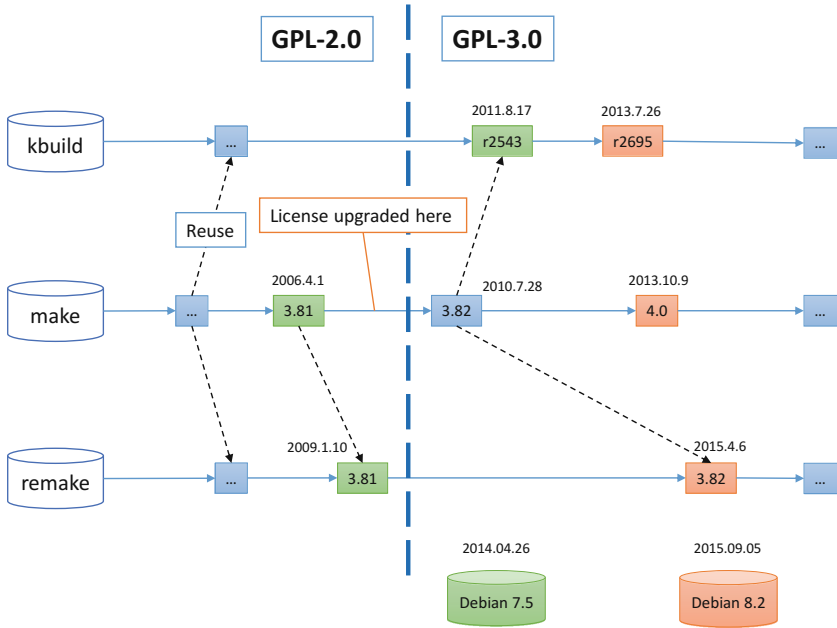 GPL-2.0
GPL-3.0
2011.8.17
2013.7.26
kbuild
...
r2543
r2695
...
License upgraded here
Reuse
2006.4.1
2010.7.28
2013.10.9
make
...
3.81
3.82
4.0
...
2009.1.10
2015.4.6
remake
...
3.81
3.82
...
2014.04.26
2015.09.05
Debian 7.5
Debian 8.2